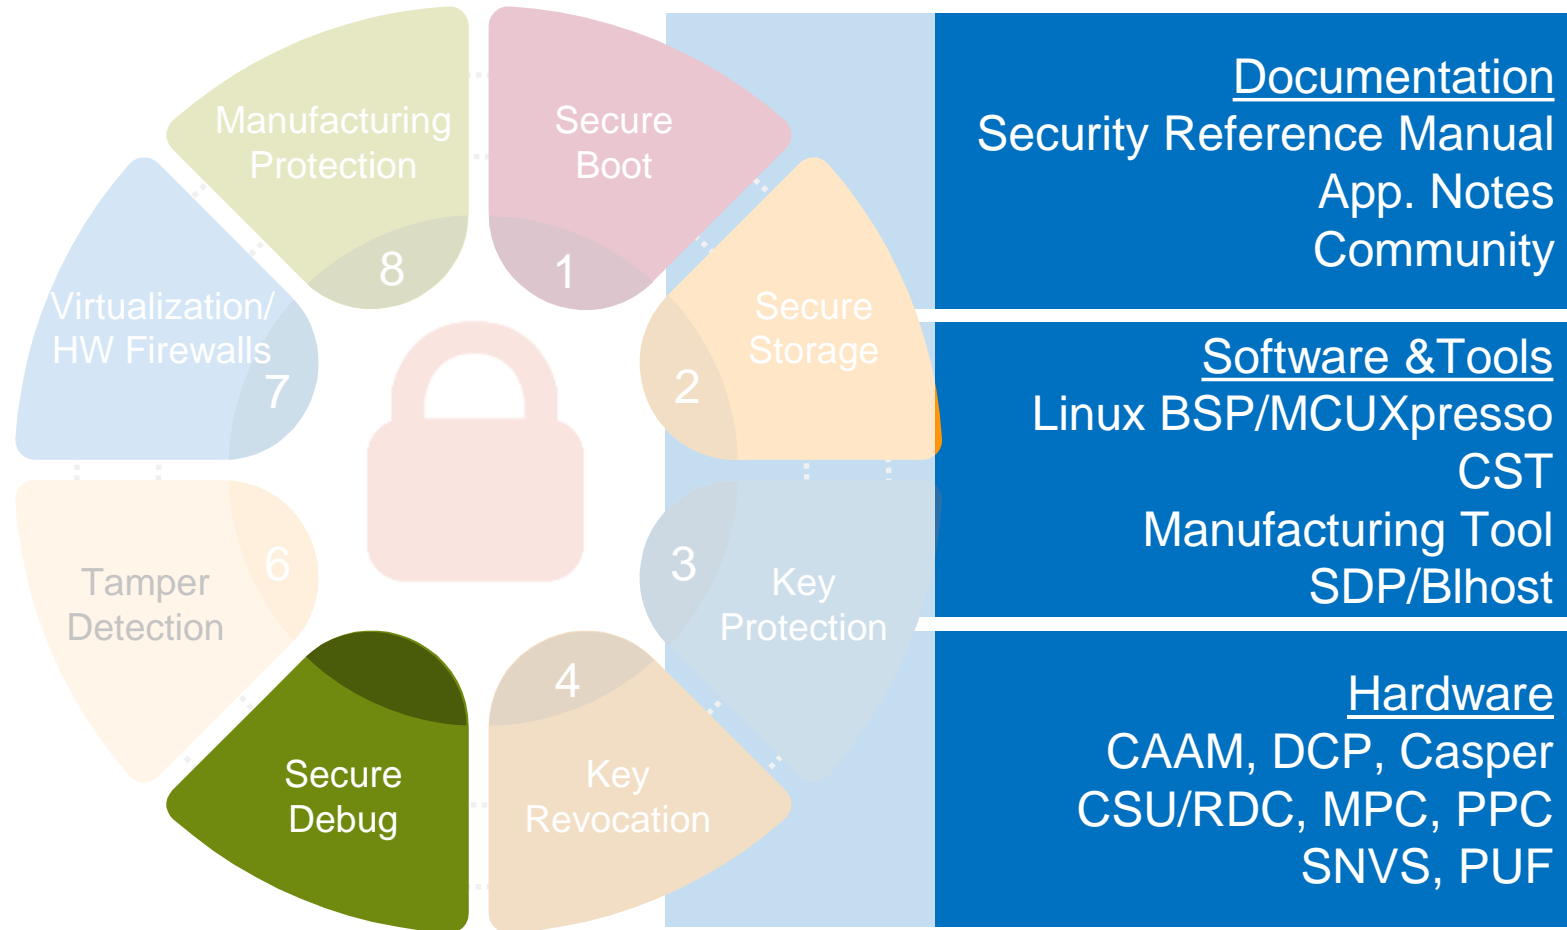 Manufacturing
Protection
8
Secure
Boot
1
Secure
Storage
2
Key
Protection
3
Key
Revocation
4
Secure
Debug
Tamper
Detection
6
Virtualization/
HW Firewalls
7
Documentation
Security Reference Manual
App. Notes
Community
Software &Tools
Linux BSP/MCUXpresso
CST
Manufacturing Tool
SDP/Blhost
Hardware
CAAM, DCP, Casper
CSU/RDC, MPC, PPC
SNVS, PUF